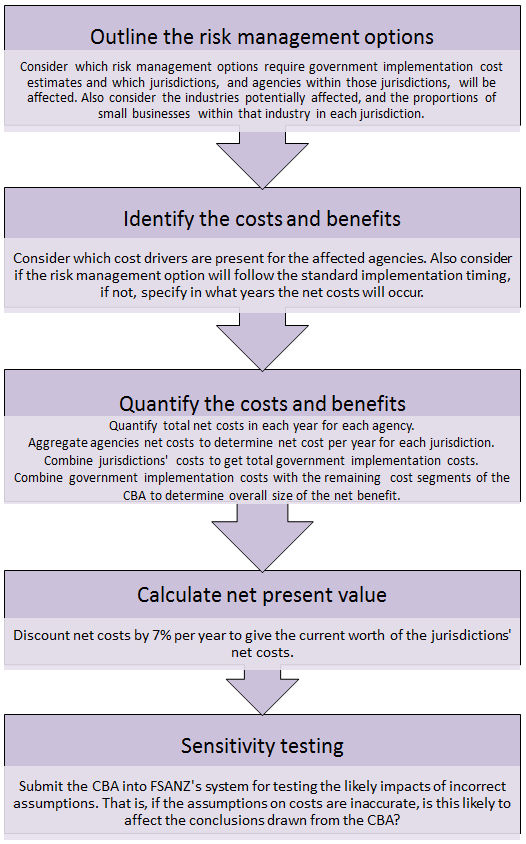 Outline the risk management options
Consider which risk management options require government implementation cost
estimates and which jurisdictions, and agencies within those jurisdictions, will be
affected. Also consider the industries potentially affected, and the proportions of
small businesses within that industry in each jurisdiction.
Identify the costs and benefits
Consider which cost drivers are present for the affected agencies. Also consider
if the risk management option will follow the standard implementation timing,
if not, specify in what years the net costs will occur.
Quantify the costs and benefits
Quantify total net costs in each year for each agency.
Aggregate agencies net costs to determine net cost per year for each jurisdiction.
Combine jurisdictions' costs to get total government implementation costs.
Combine government implementation costs with the remaining cost segments of the
CBA to determine overall size of the net benefit.
Calculate net present value
Discount net costs by 7% per year to give the current worth of the jurisdictions'
net costs.
Sensitivity testing
Submit the CBA into FSANZ's system for testing the likely impacts of incorrect
assumptions. That is, if the assumptions on costs are inaccurate, is this likely to
affect the conclusions drawn from the CBA?